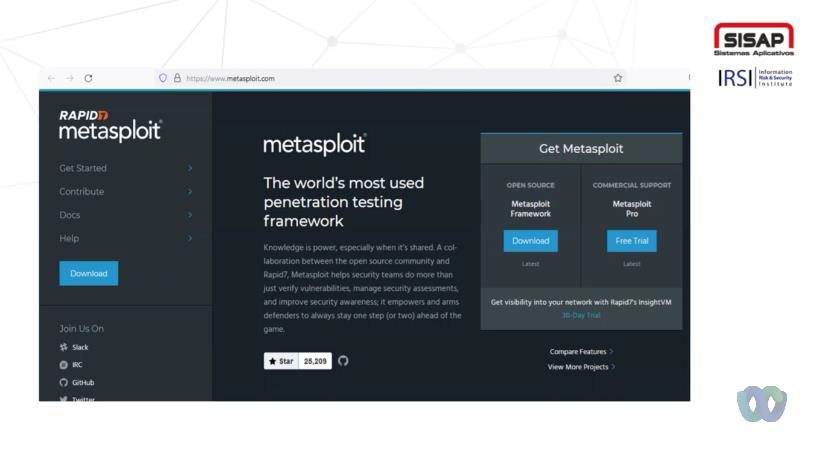 SISAP
Sistemas Aplicativos
IRSI
Information
Risk & Security
Institute
https://www.metasploit.com
RAPID7
metasploit®
Get Started
Contribute
Docs
Help
Download
Join Us On
Slack
IRC
GitHub
Twitter
metasploit®
The world's most used
penetration testing
framework
Knowledge is power, especially when it's shared. A col-
laboration between the open source community and
Rapid7, Metasploit helps security teams do more than
just verify vulnerabilities, manage security assessments,
and improve security awareness; it empowers and arms
defenders to always stay one step (or two) ahead of the
game.
Star 25,209
Get Metasploit
OPEN SOURCE
Metasploit
Framework
Download
Latest
COMMERCIAL SUPPORT
Metasploit
Pro
Free Trial
Latest
Get visibility into your network with Rapid7's InsightVM
30-Day Trial
Compare Features
View More Projects